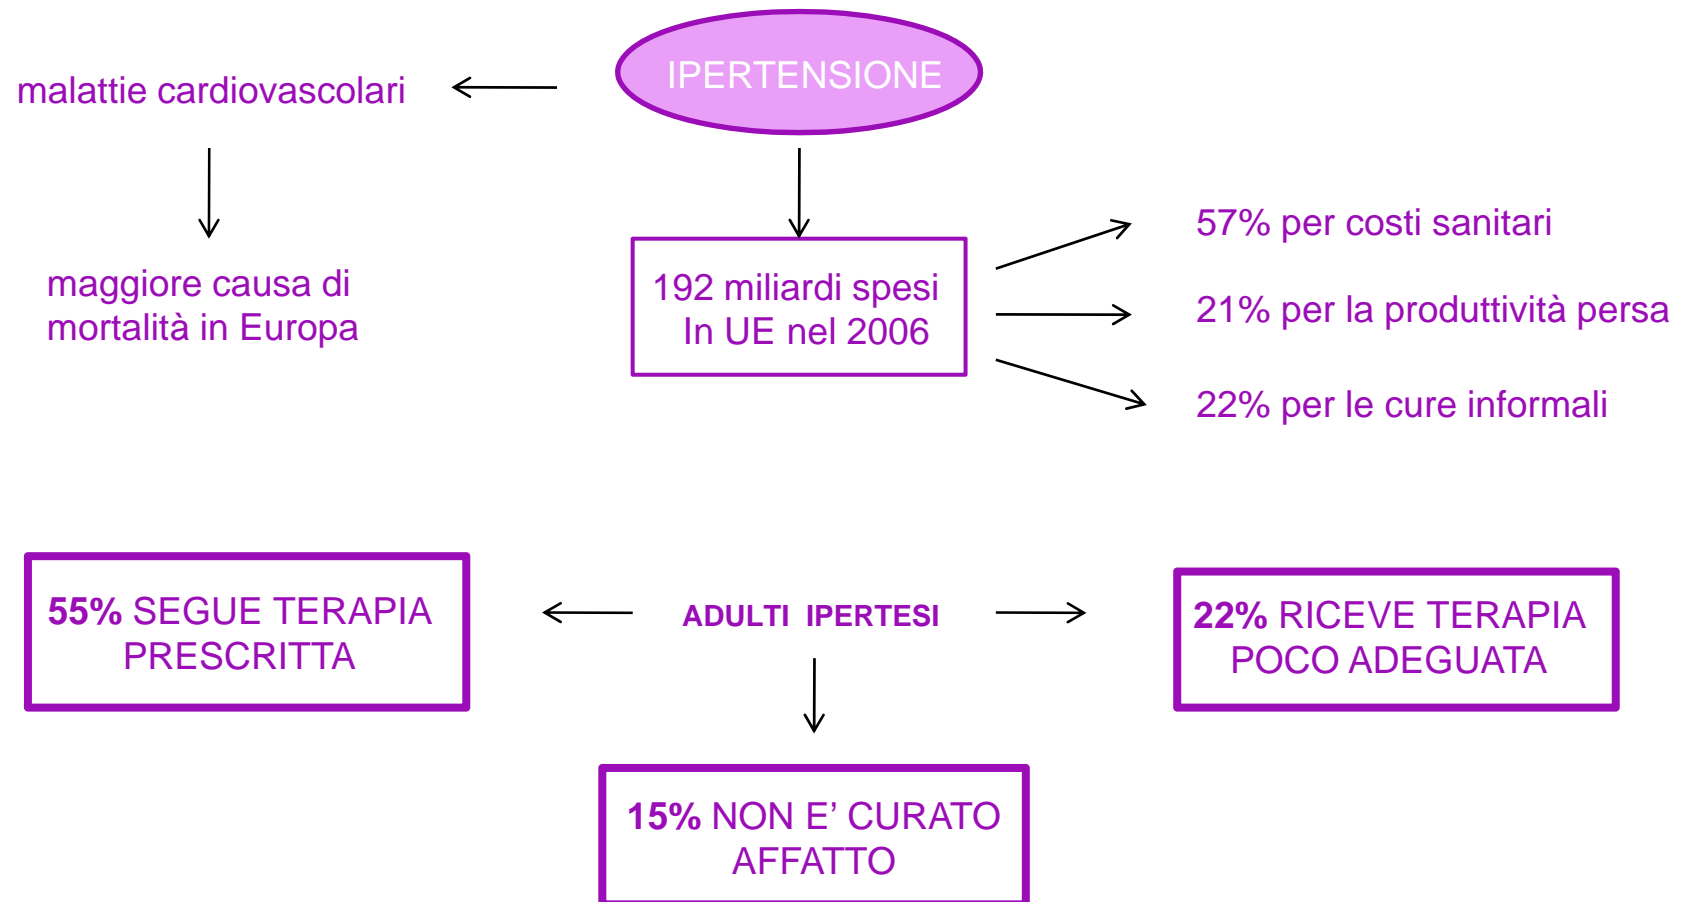 IPERTENSIONE
malattie cardiovascolari
maggiore causa di
mortalità in Europa
192 miliardi spesi
In UE nel 2006
57% per costi sanitari
21% per la produttività persa
22% per le cure informali
55% SEGUE TERAPIA
PRESCRITTA
ADULTI IPERTESI
22% RICEVE TERAPIA
POCO ADEGUATA
15% NON E’ CURATO
AFFATTO